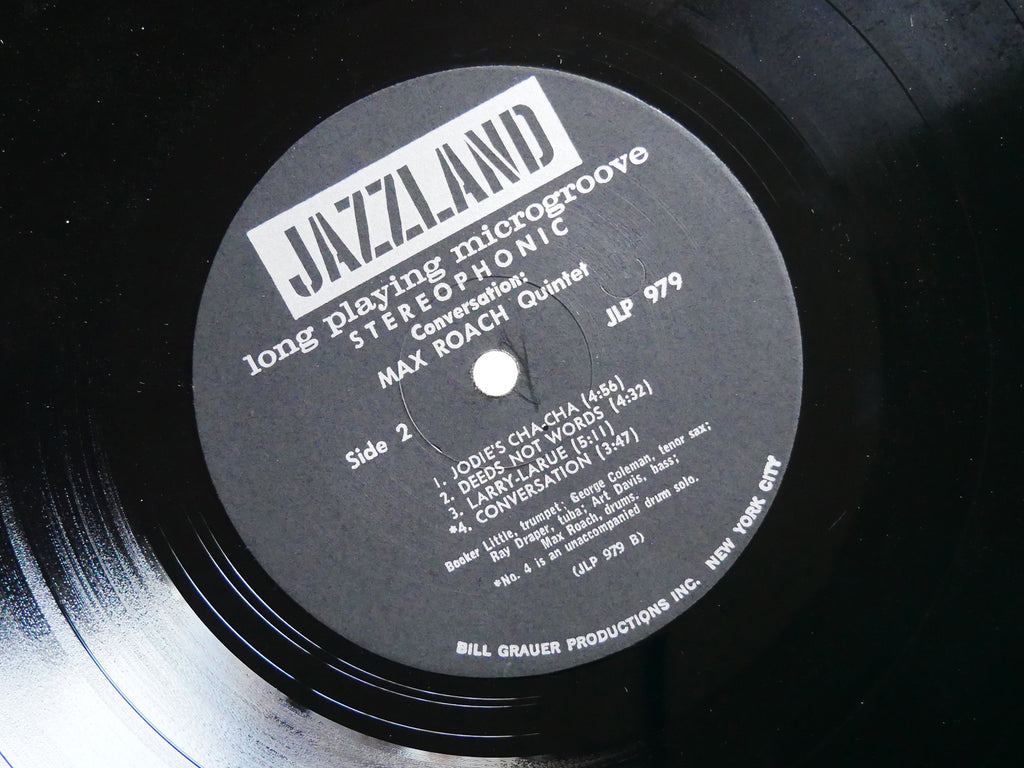 JAZZLAND
long playing microgroove
STEREOPHONIC
Conversation:
MAX ROACH Quintet
JLP 979
Side 2
1. JODIE'S CHA-CHA (4:56)
2. DEEDS NOT WORDS (4:32)
3. LARRY-LARUE (5:11)
*4. CONVERSATION (3:47)
Booker Little, trumpet; George Coleman, tenor sax;
Ray Draper, tuba; Art Davis, bass;
Max Roach, drums.
*No. 4 is an unaccompanied drum solo.
(JLP 979 B)
BILL GRAUER PRODUCTIONS INC. NEW YORK CITY